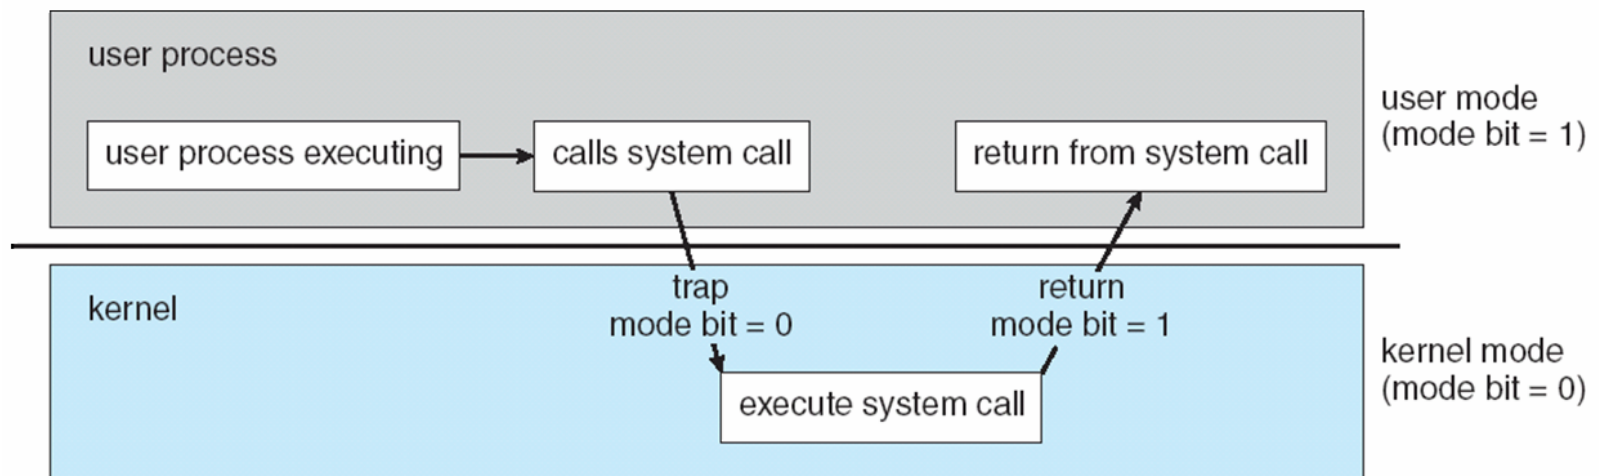 user process
user process executing
calls system call
return from system call
user mode
(mode bit = 1)
kernel
trap
mode bit = 0
return
mode bit = 1
execute system call
kernel mode
(mode bit = 0)